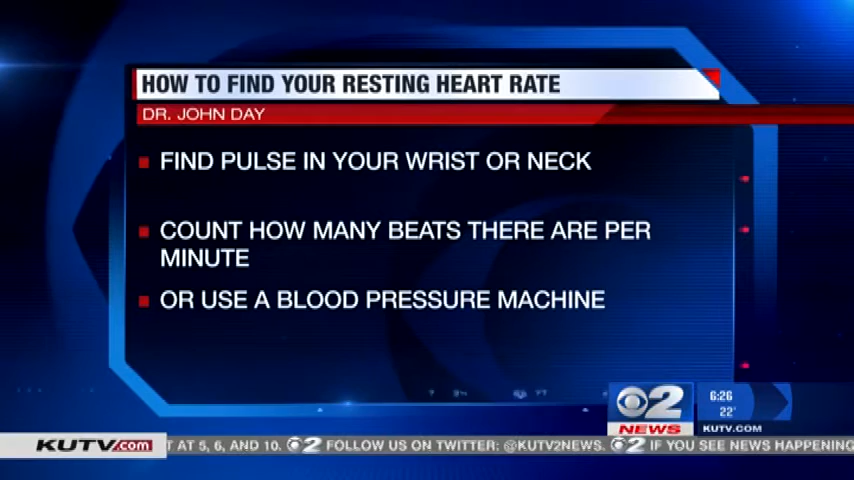 HOW TO FIND YOUR RESTING HEART RATE
DR. JOHN DAY
FIND PULSE IN YOUR WRIST OR NECK
COUNT HOW MANY BEATS THERE ARE PER
MINUTE
OR USE A BLOOD PRESSURE MACHINE
2
NEWS
6:26
22°
KUTV.COM
KUTV.com
T AT 5, 6, AND 10. 2 FOLLOW US ON TWITTER: @KUTV2NEWS. 2 IF YOU SEE NEWS HAPPENING